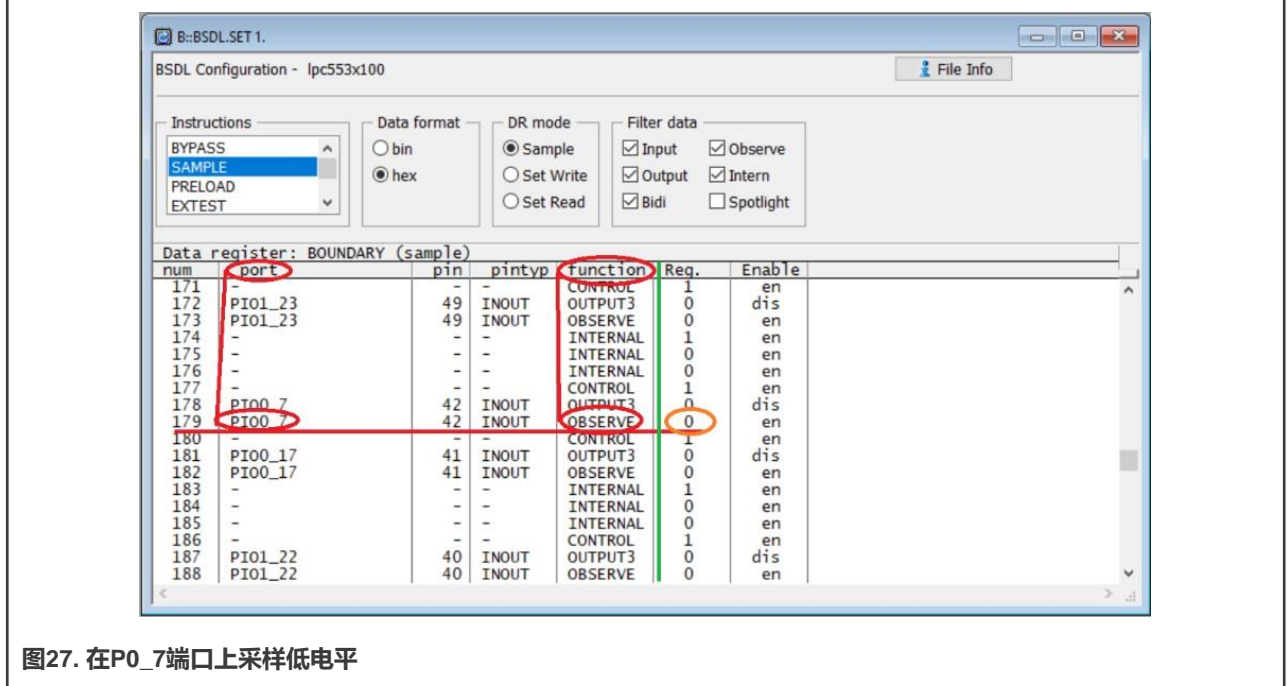 B::BSDL.SET 1.
BSDL Configuration - lpc553x100
File Info
Instructions
BYPASS
SAMPLE
PRELOAD
EXTEST
Data format
bin
hex
DR mode
Sample
Set Write
Set Read
Filter data
Input
Observe
Output
Intern
Bidi
Spotlight
Data register: BOUNDARY (sample)
num port pin pintyp function Reg. Enable
171 - - - CONTROL 1 en
172 PIO1_23 49 INOUT OUTPUT3 0 dis
173 PIO1_23 49 INOUT OBSERVE 0 en
174 - - - INTERNAL 1 en
175 - - - INTERNAL 0 en
176 - - - INTERNAL 0 en
177 - - - CONTROL 1 en
178 PIO0_7 42 INOUT OUTPUT3 0 dis
179 PIO0_7 42 INOUT OBSERVE 0 en
180 - - - CONTROL 1 en
181 PIO0_17 41 INOUT OUTPUT3 0 dis
182 PIO0_17 41 INOUT OBSERVE 0 en
183 - - - INTERNAL 1 en
184 - - - INTERNAL 0 en
185 - - - INTERNAL 0 en
186 - - - CONTROL 1 en
187 PIO1_22 40 INOUT OUTPUT3 0 dis
188 PIO1_22 40 INOUT OBSERVE 0 en
图27. 在P0_7端口上采样低电平